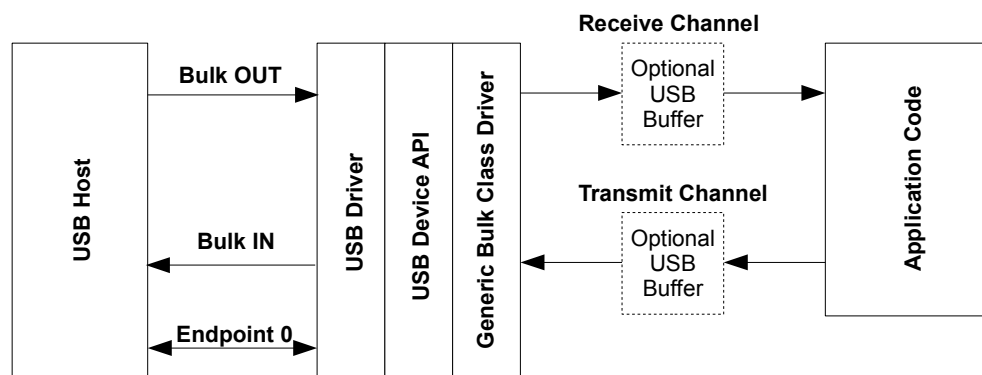 Receive Channel
Bulk OUT
Optional
USB
Buffer
USB Host
USB Driver
USB Device API
Generic Bulk Class Driver
Application Code
Transmit Channel
Bulk IN
Optional
USB
Buffer
Endpoint 0